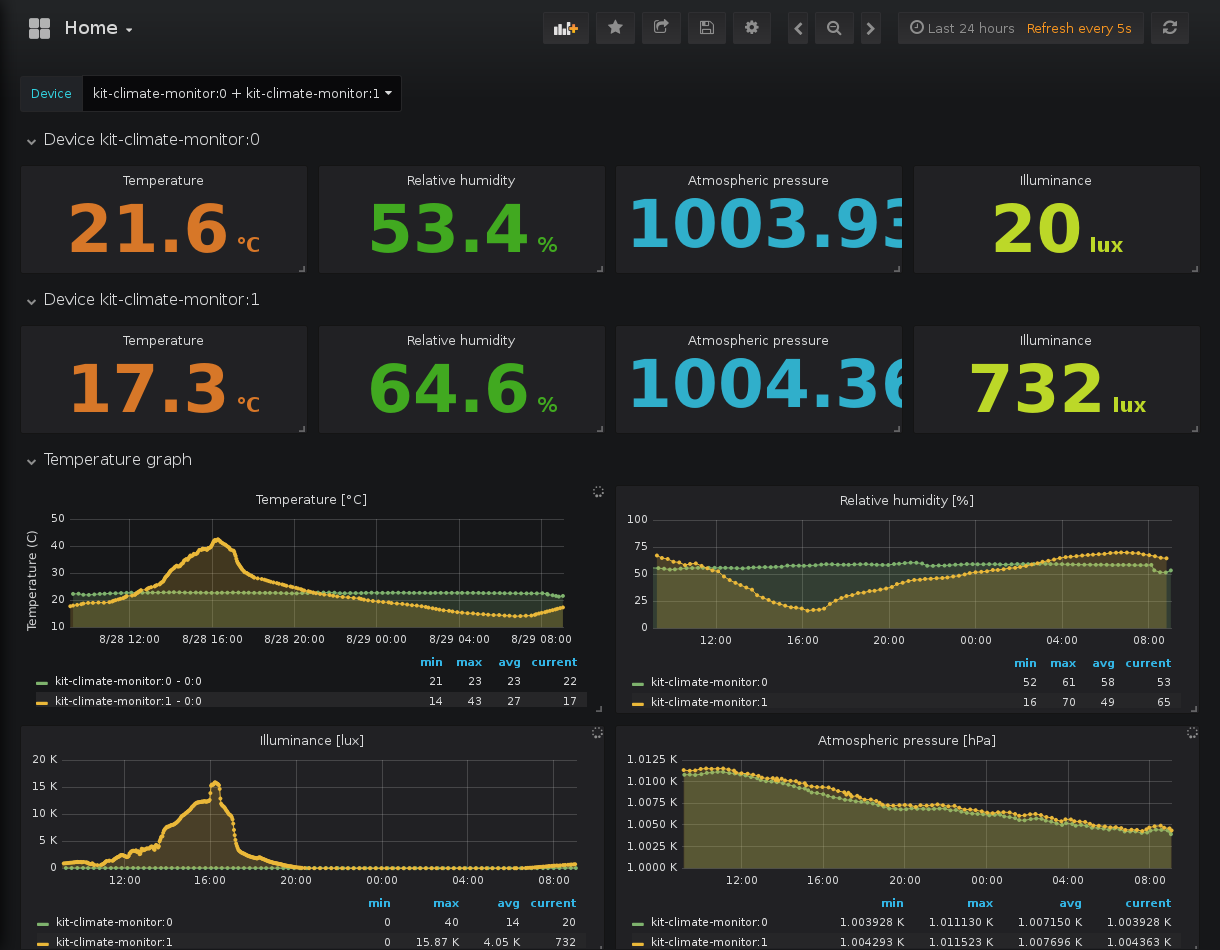 Home
Last 24 hours Refresh every 5s
Device kit-climate-monitor:0 + kit-climate-monitor:1
Device kit-climate-monitor:0
Temperature Relative humidity Atmospheric pressure Illuminance
21.6 °C 53.4 % 1003.93 20 lux
Device kit-climate-monitor:1
Temperature Relative humidity Atmospheric pressure Illuminance
17.3 °C 64.6 % 1004.36 732 lux
Temperature graph
Temperature [°C]
Temperature (C)
50
40
30
20
10
8/28 12:00 8/28 16:00 8/28 20:00 8/29 00:00 8/29 04:00 8/29 08:00
min max avg current
kit-climate-monitor:0 - 0:0 21 23 23 22
kit-climate-monitor:1 - 0:0 14 43 27 17
Relative humidity [%]
100
75
50
25
0
12:00 16:00 20:00 00:00 04:00 08:00
min max avg current
kit-climate-monitor:0 52 61 58 53
kit-climate-monitor:1 16 70 49 65
Illuminance [lux]
20 K
15 K
10 K
5 K
0
12:00 16:00 20:00 00:00 04:00 08:00
min max avg current
kit-climate-monitor:0 0 40 14 20
kit-climate-monitor:1 0 15.87 K 4.05 K 732
Atmospheric pressure [hPa]
1.0125 K
1.0100 K
1.0075 K
1.0050 K
1.0025 K
1.0000 K
12:00 16:00 20:00 00:00 04:00 08:00
min max avg current
kit-climate-monitor:0 1.003928 K 1.011130 K 1.007150 K 1.003928 K
kit-climate-monitor:1 1.004293 K 1.011523 K 1.007696 K 1.004363 K